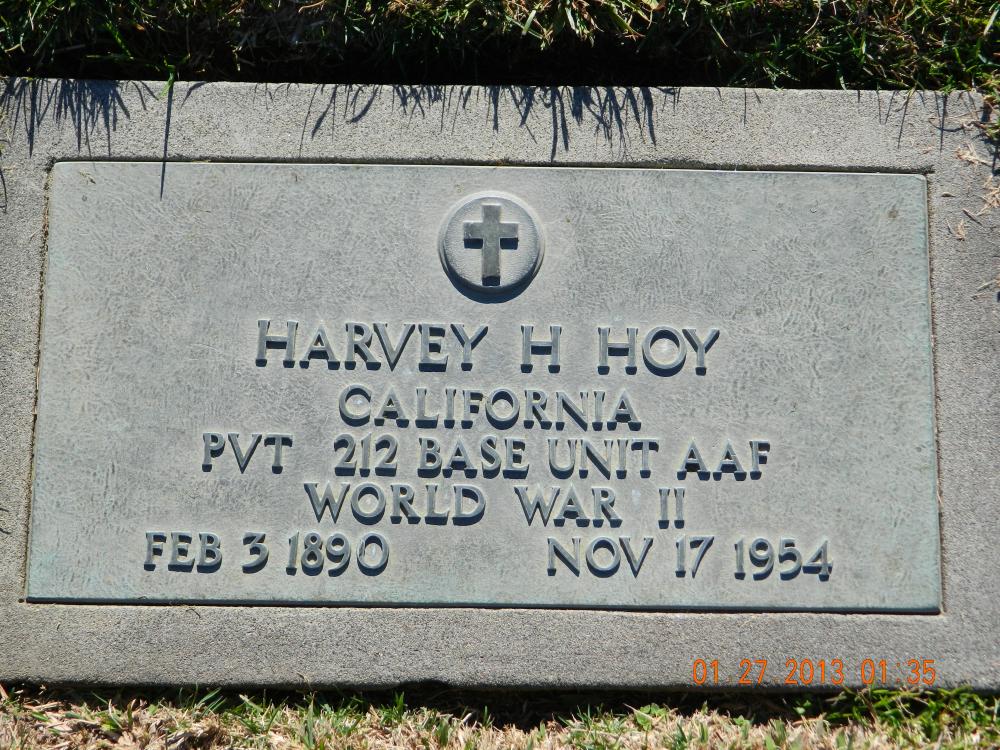 HARVEY H HOY
CALIFORNIA
PVT 212 BASE UNIT AAF
WORLD WAR II
FEB 3 1890 NOV 17 1954
01 27 2013 01:35